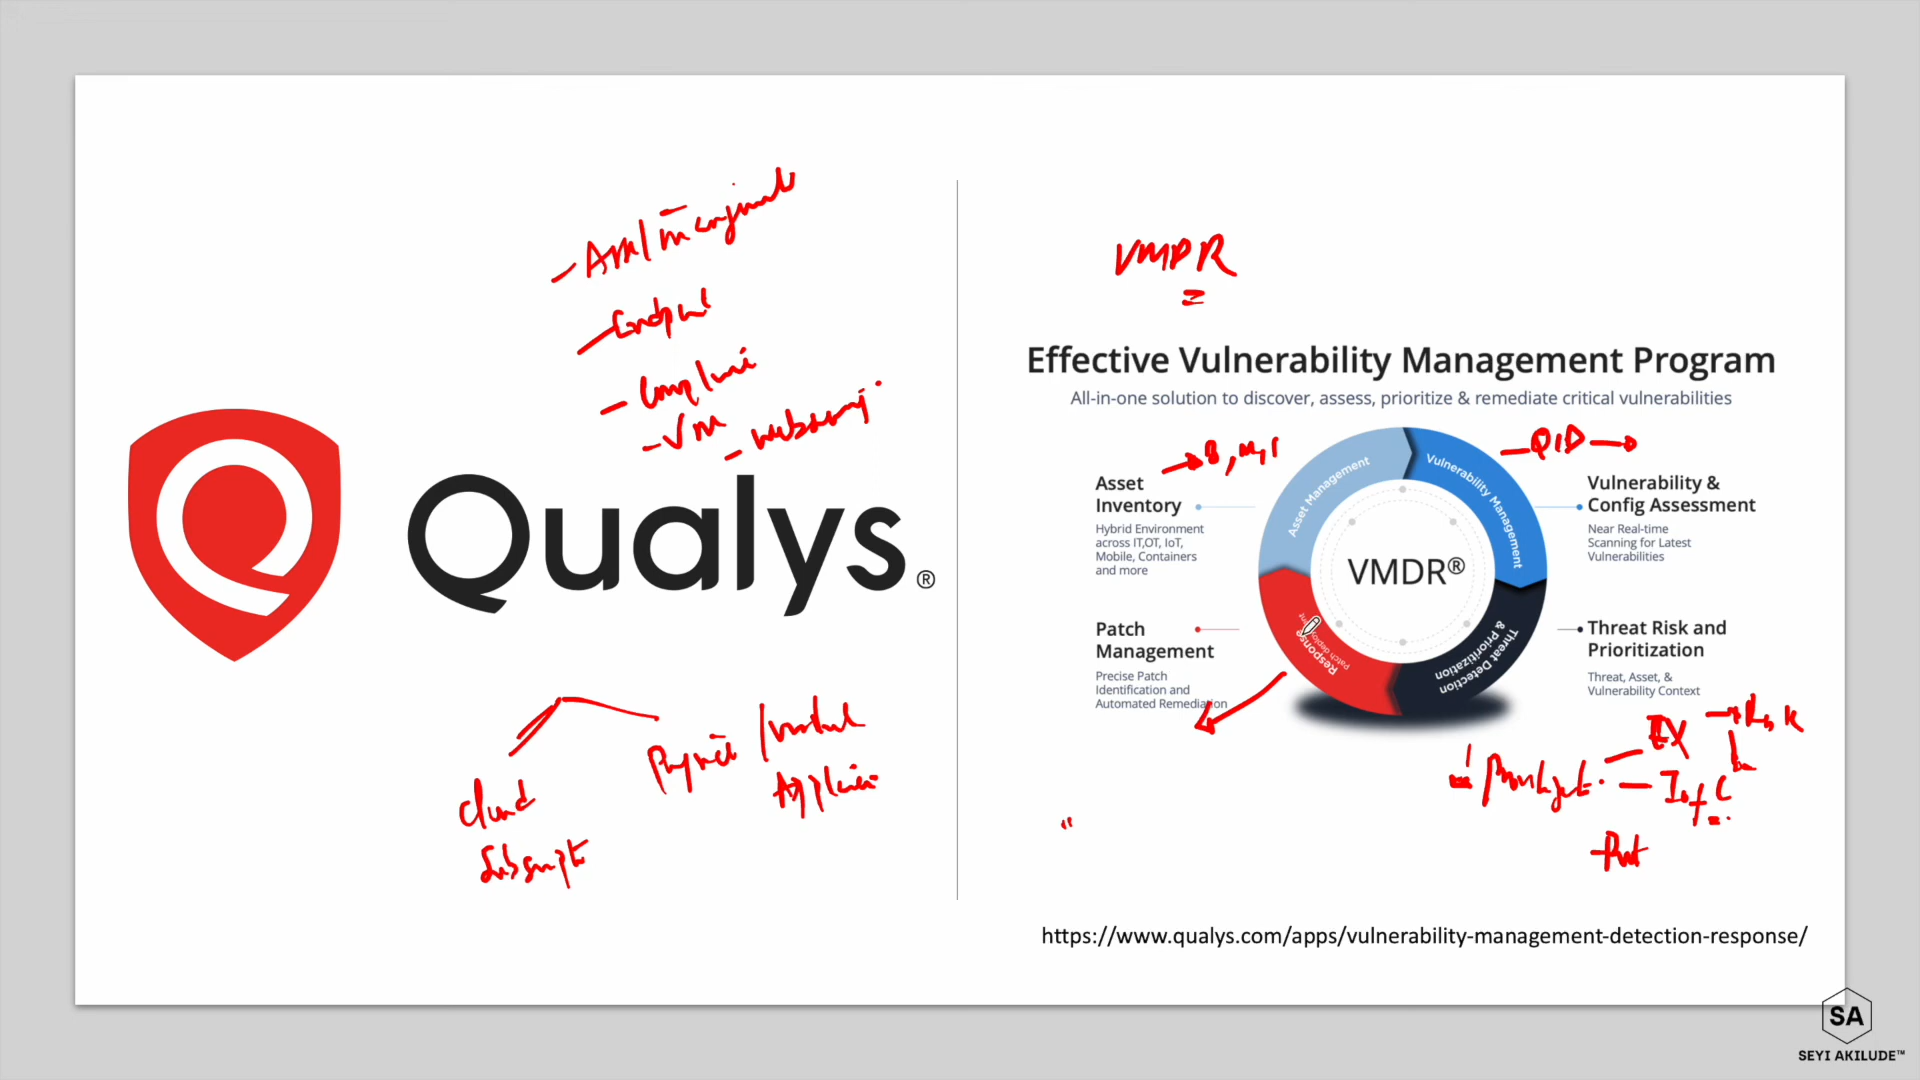 VMDR
Effective Vulnerability Management Program
All-in-one solution to discover, assess, prioritize & remediate critical vulnerabilities
QID
Asset
Inventory
Hybrid Environment
across IT,OT, IoT,
Mobile, Containers
and more
Asset Management
Vulnerability Management
Vulnerability &
Config Assessment
Near Real-time
Scanning for Latest
Vulnerabilities
VMDR®
Qualys®
Patch
Management
Precise Patch
Identification and
Automated Remediation
Response
Patch deployment
Threat Detection
& Prioritization
Threat Risk and
Prioritization
Threat, Asset, &
Vulnerability Context
VM
Cloud
EX
https://www.qualys.com/apps/vulnerability-management-detection-response/
SA
SEYI AKILUDE™